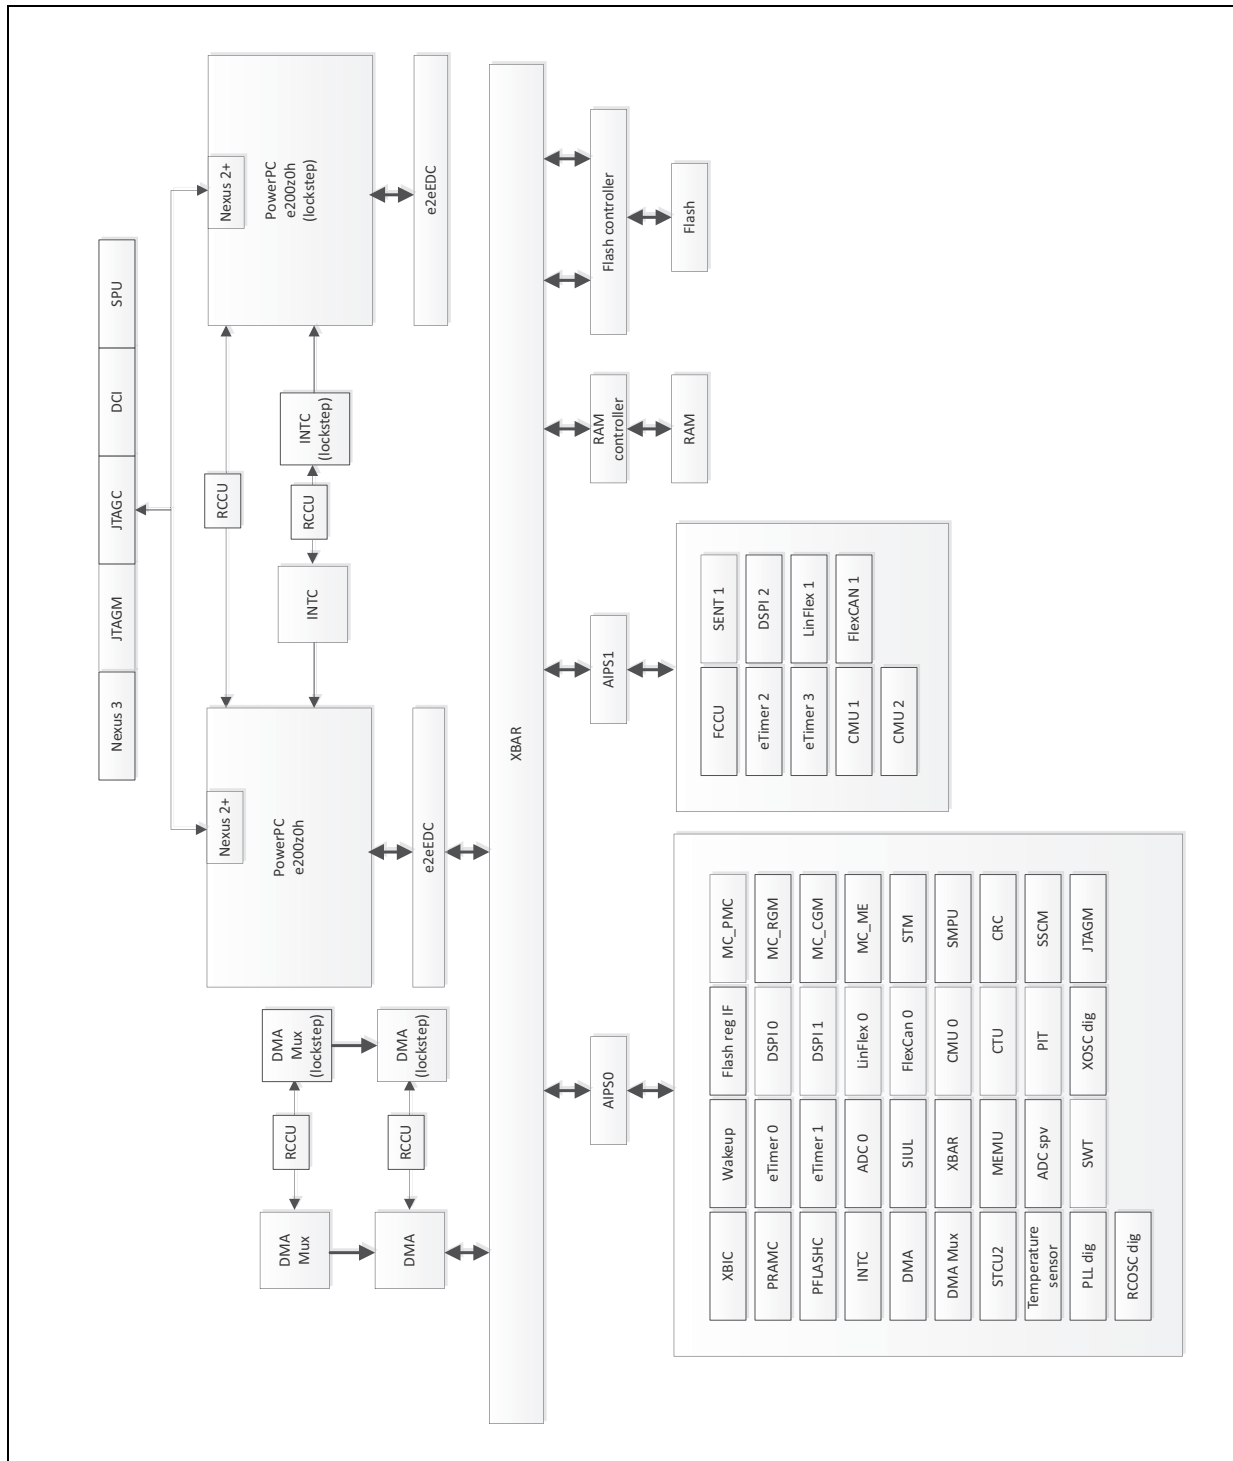 Nexus 3
JTAGM
JTAGC
DCI
SPU
Nexus 2+
PowerPC
e200z0h
Nexus 2+
PowerPC
e200z0h
(lockstep)
RCCU
INTC
RCCU
INTC
(lockstep)
DMA
Mux
RCCU
DMA
Mux
(lockstep)
DMA
RCCU
DMA
(lockstep)
e2eEDC
e2eEDC
XBAR
AIPS0
AIPS1
RAM
controller
Flash controller
RAM
Flash
XBIC
Wakeup
Flash reg IF
MC_PMC
PRAMC
eTimer 0
DSPI 0
MC_RGM
PFLASHC
eTimer 1
DSPI 1
MC_CGM
INTC
ADC 0
LinFlex 0
MC_ME
DMA
SIUL
FlexCan 0
STM
DMA Mux
XBAR
CMU 0
SMPU
STCU2
MEMU
CTU
CRC
Temperature
sensor
ADC spv
PIT
SSCM
PLL dig
SWT
XOSC dig
JTAGM
RCOSC dig
FCCU
SENT 1
eTimer 2
DSPI 2
eTimer 3
LinFlex 1
CMU 1
FlexCAN 1
CMU 2